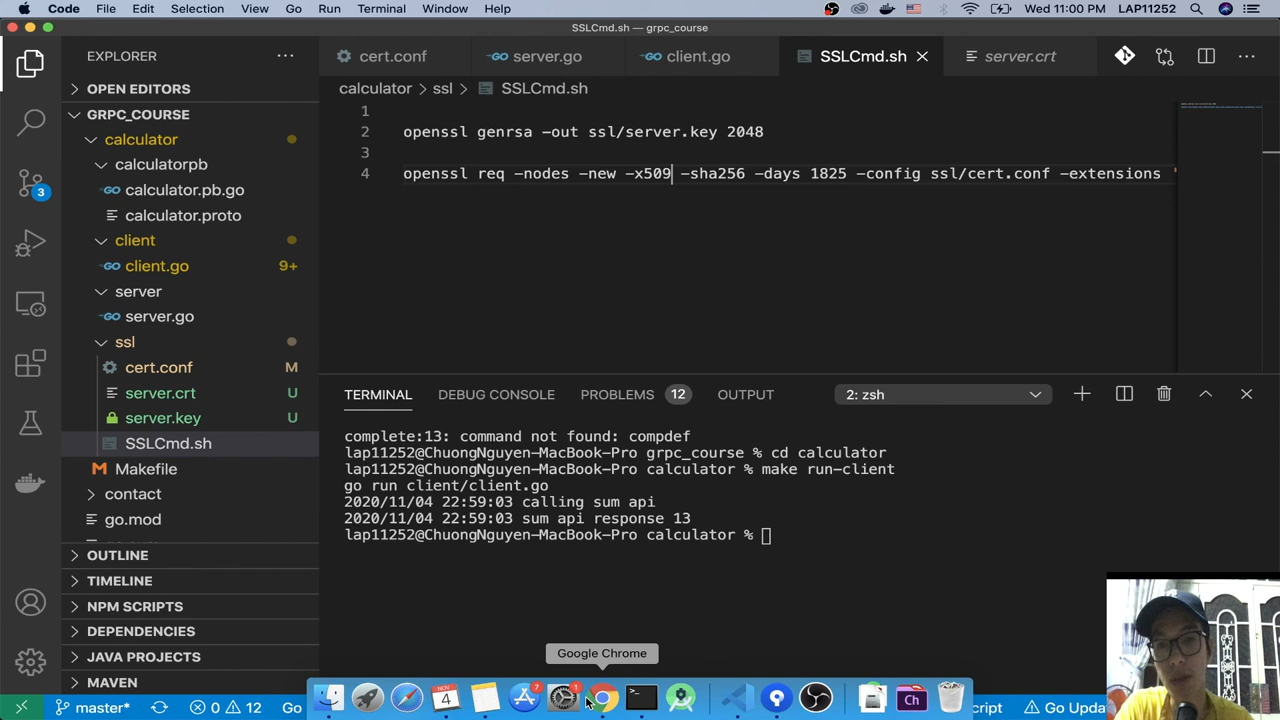 Code File Edit Selection View Go Run Terminal Window Help Wed 11:00 PM LAP11252
SSLCmd.sh — grpc_course
EXPLORER
cert.conf server.go client.go SSLCmd.sh server.crt
OPEN EDITORS
calculator > ssl > SSLCmd.sh
GRPC_COURSE
calculator
calculatorpb
calculator.pb.go
calculator.proto
client
client.go 9+
server
server.go
ssl
cert.conf M
server.crt U
server.key U
SSLCmd.sh
Makefile
contact
go.mod
OUTLINE
TIMELINE
NPM SCRIPTS
DEPENDENCIES
JAVA PROJECTS
MAVEN
3
1
2 openssl genrsa -out ssl/server.key 2048
3
4 openssl req -nodes -new -x509 -sha256 -days 1825 -config ssl/cert.conf -extensions '
TERMINAL DEBUG CONSOLE PROBLEMS 12 OUTPUT 2: zsh
complete:13: command not found: compdef
lap11252@ChuongNguyen-MacBook-Pro grpc_course % cd calculator
lap11252@ChuongNguyen-MacBook-Pro calculator % make run-client
go run client/client.go
2020/11/04 22:59:03 calling sum api
2020/11/04 22:59:03 sum api response 13
lap11252@ChuongNguyen-MacBook-Pro calculator %
Google Chrome
NOV
4
7
1
Ch
master* 0 12 Go